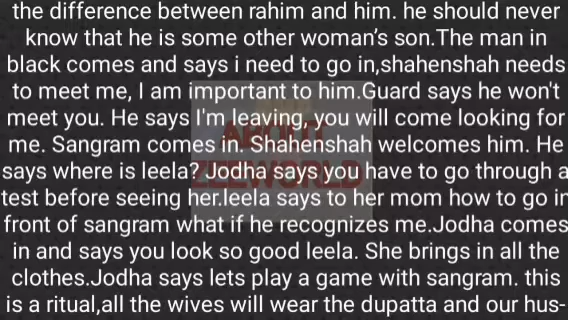 the difference between rahim and him. he should never
know that he is some other woman's son.The man in
black comes and says i need to go in,shahenshah needs
to meet me, I am important to him.Guard says he won't
meet you. He says I'm leaving, you will come looking for
me. Sangram comes in. Shahenshah welcomes him. He
says where is leela? Jodha says you have to go through a
test before seeing her.leela says to her mom how to go in
front of sangram what if he recognizes me.Jodha comes
in and says you look so good leela. She brings in all the
clothes.Jodha says lets play a game with sangram. this
is a ritual,all the wives will wear the dupatta and our hus-
ABOUT
ZEEWORLD